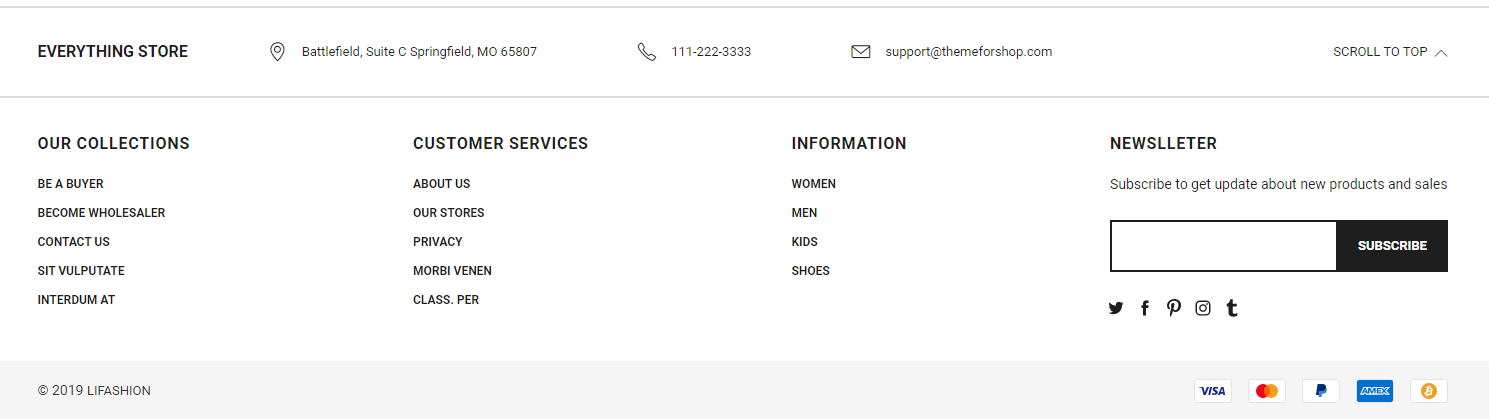 EVERYTHING STORE
Battlefield, Suite C Springfield, MO 65807
111-222-3333
support@themeforshop.com
SCROLL TO TOP
OUR COLLECTIONS
BE A BUYER
BECOME WHOLESALER
CONTACT US
SIT VULPUTATE
INTERDUM AT
CUSTOMER SERVICES
ABOUT US
OUR STORES
PRIVACY
MORBI VENEN
CLASS. PER
INFORMATION
WOMEN
MEN
KIDS
SHOES
NEWSLLETER
Subscribe to get update about new products and sales
SUBSCRIBE
© 2019 LIFASHION
VISA
AMEX